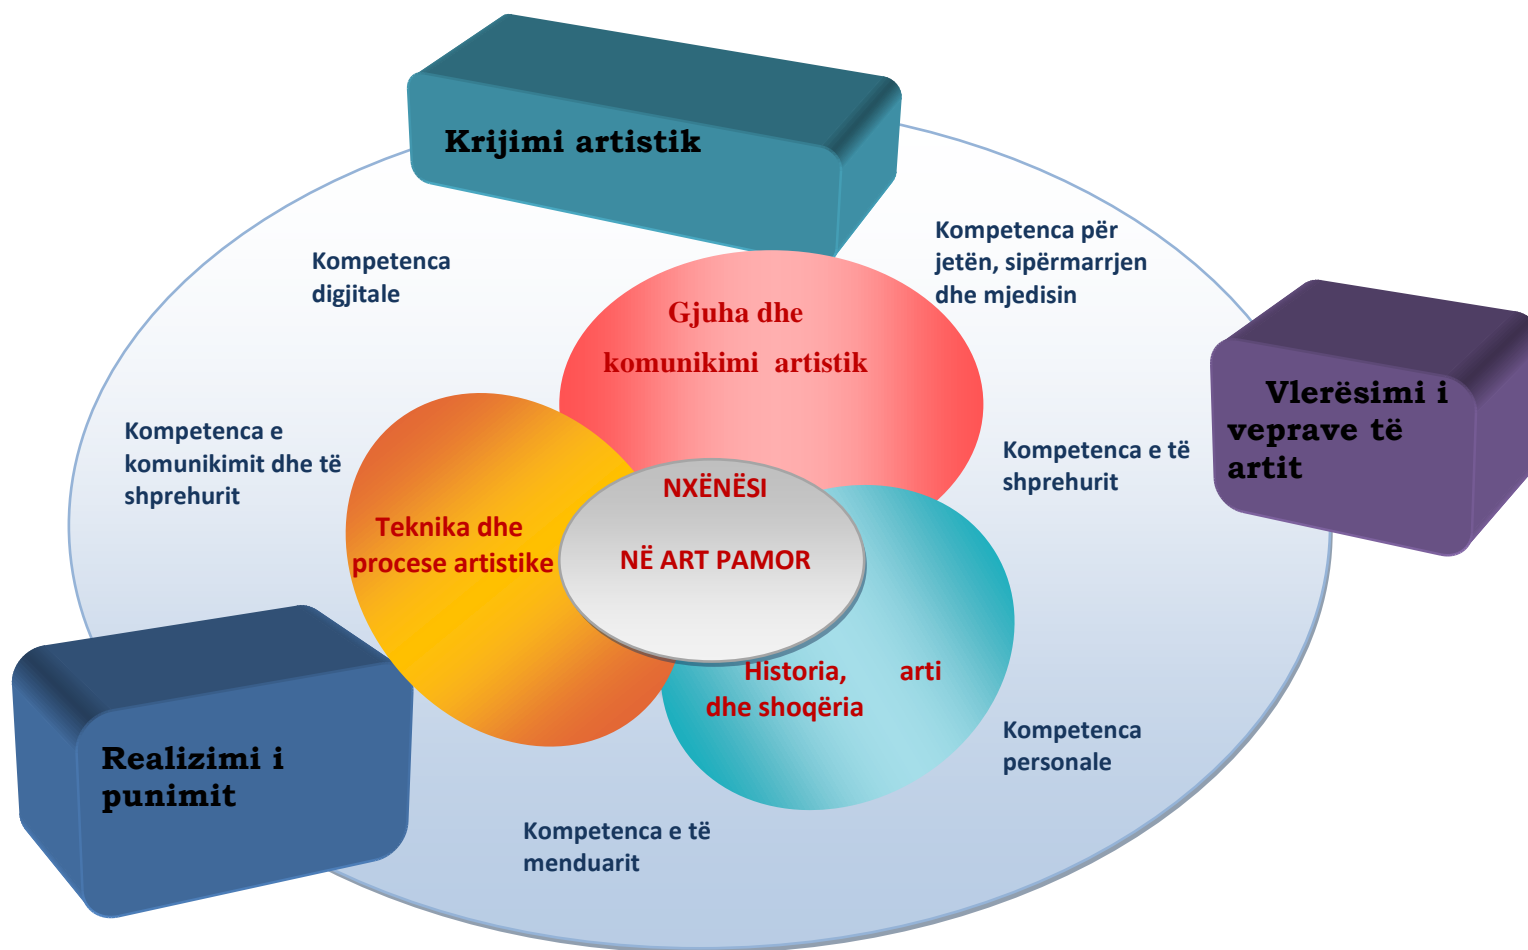 Krijimi artistik
Kompetenca për
jetën, sipërmarrjen
dhe mjedisin
Kompetenca
digjitale
Gjuha dhe
komunikimi artistik
Vlerësimi i
veprave të
artit
Kompetenca e
komunikimit dhe të
shprehurit
Kompetenca e të
shprehurit
NXËNËSI
NË ART PAMOR
Teknika dhe
procese artistike
Historia, arti
dhe shoqëria
Kompetenca
personale
Realizimi i
punimit
Kompetenca e të
menduarit